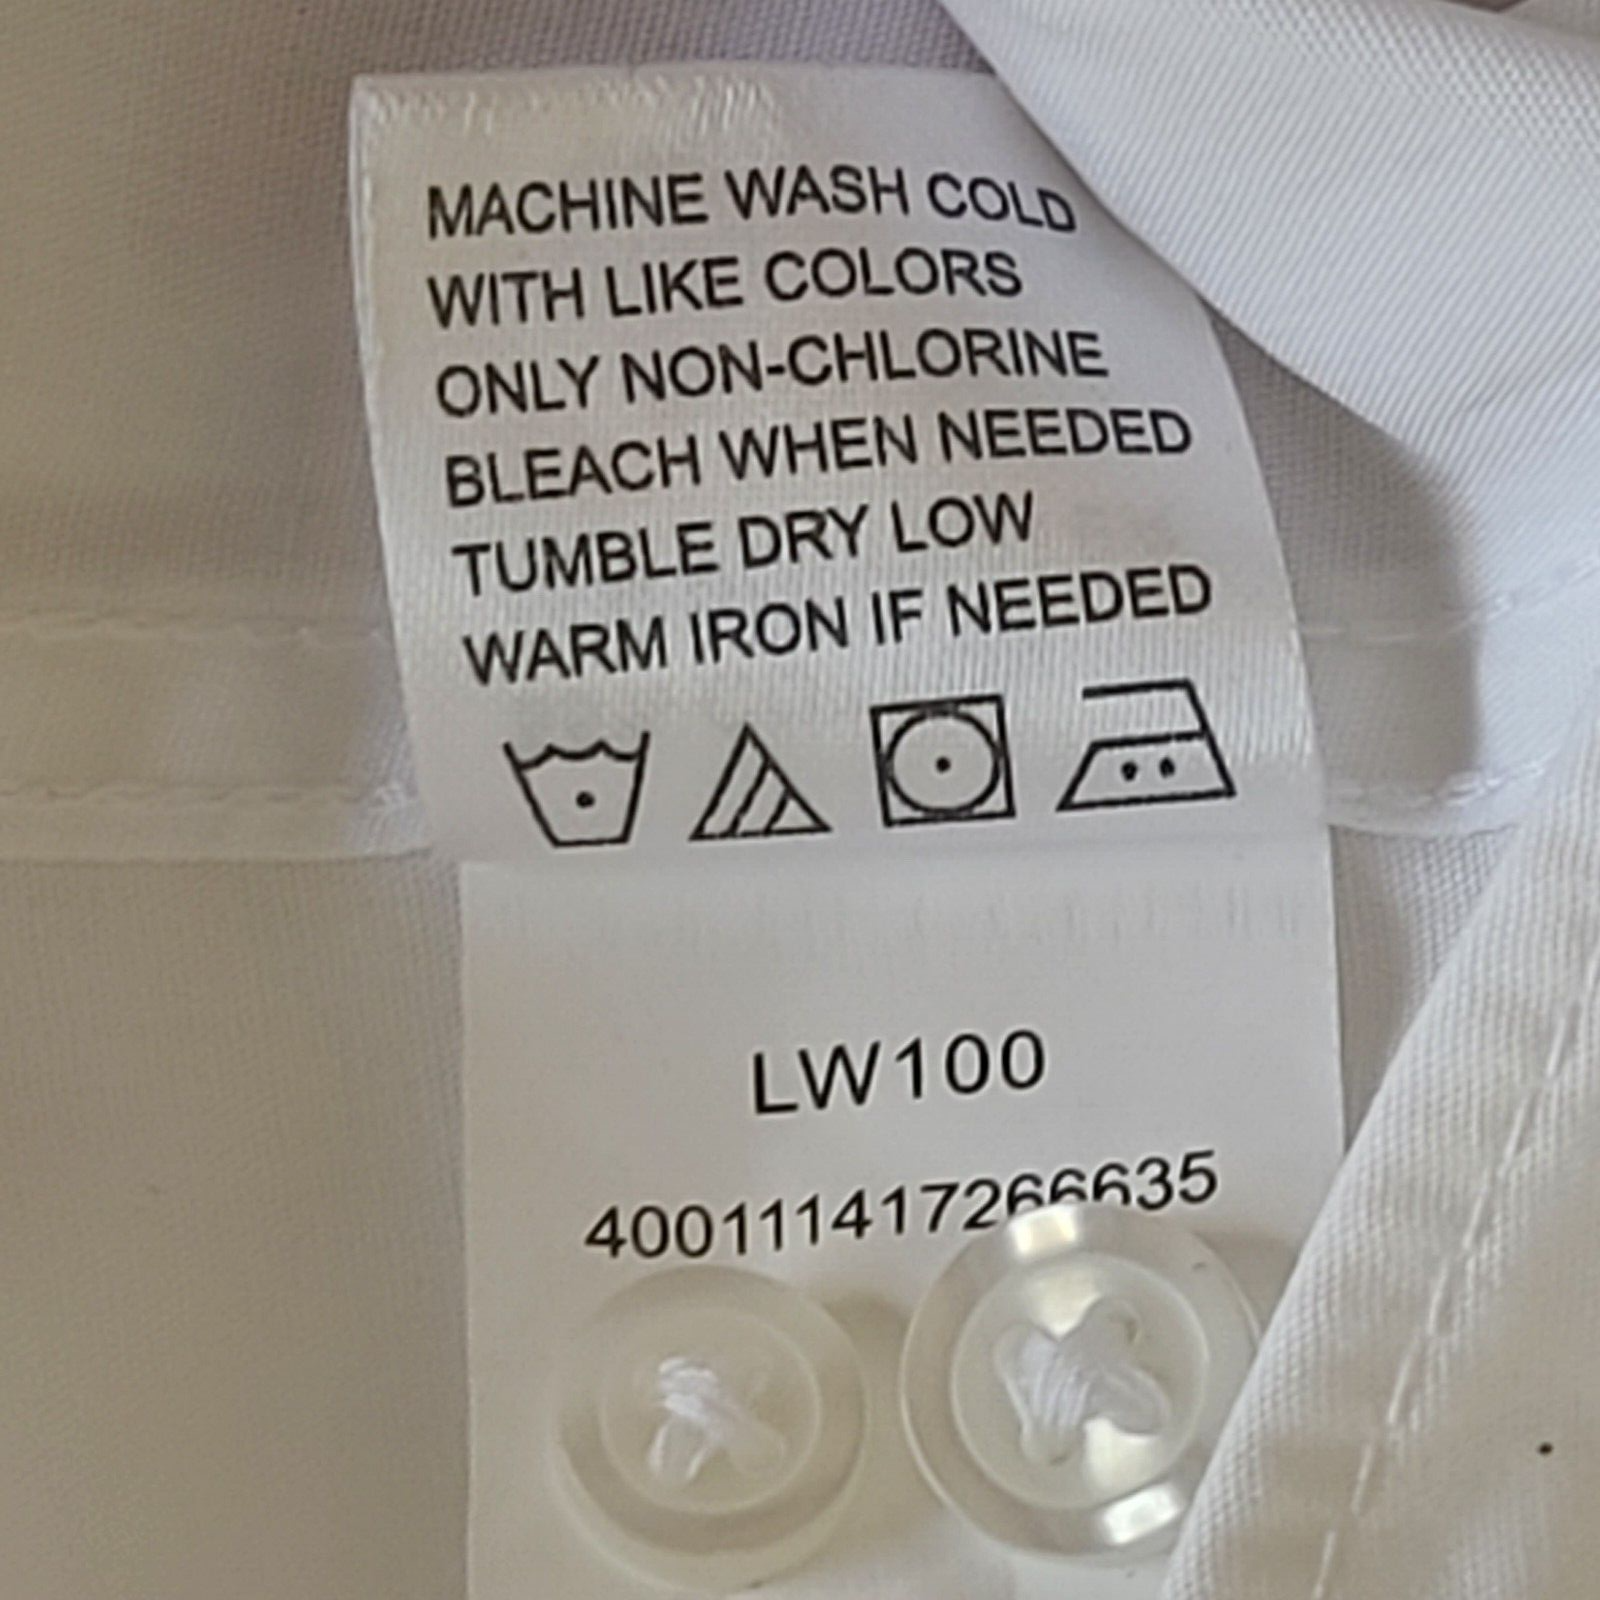 MACHINE WASH COLD
WITH LIKE COLORS
ONLY NON-CHLORINE
BLEACH WHEN NEEDED
TUMBLE DRY LOW
WARM IRON IF NEEDED
LW100
400111417266635